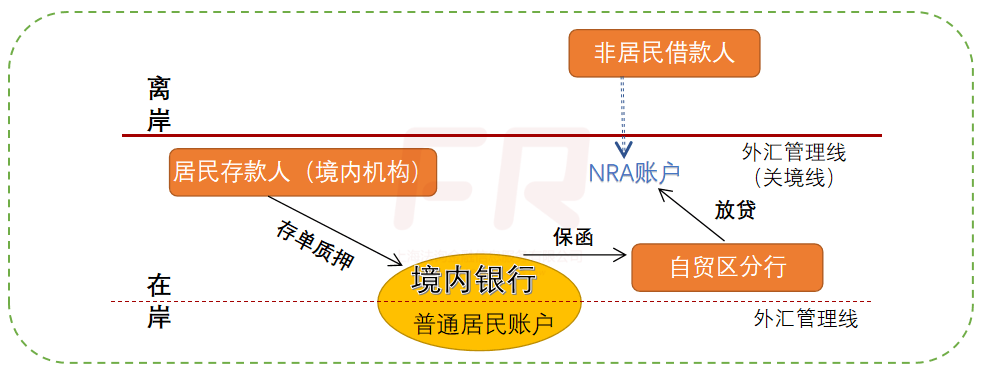 非居民借款人
离
岸
外汇管理线
（关境线）
居民存款人（境内机构）
NRA账户
放贷
存单质押
保函
自贸区分行
境内银行
在
岸
普通居民账户
外汇管理线
FR